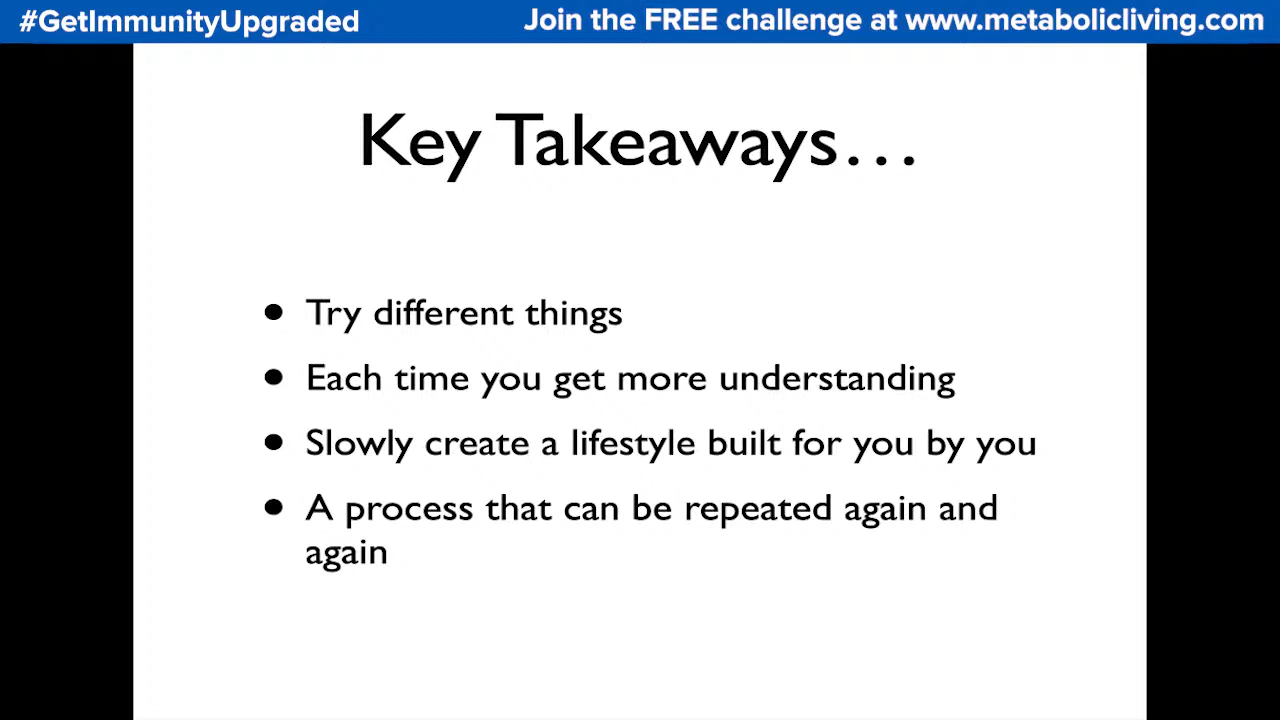 #GetImmunityUpgraded
Join the FREE challenge at www.metabolicliving.com
Key Takeaways...
• Try different things
• Each time you get more understanding
• Slowly create a lifestyle built for you by you
• A process that can be repeated again and
again